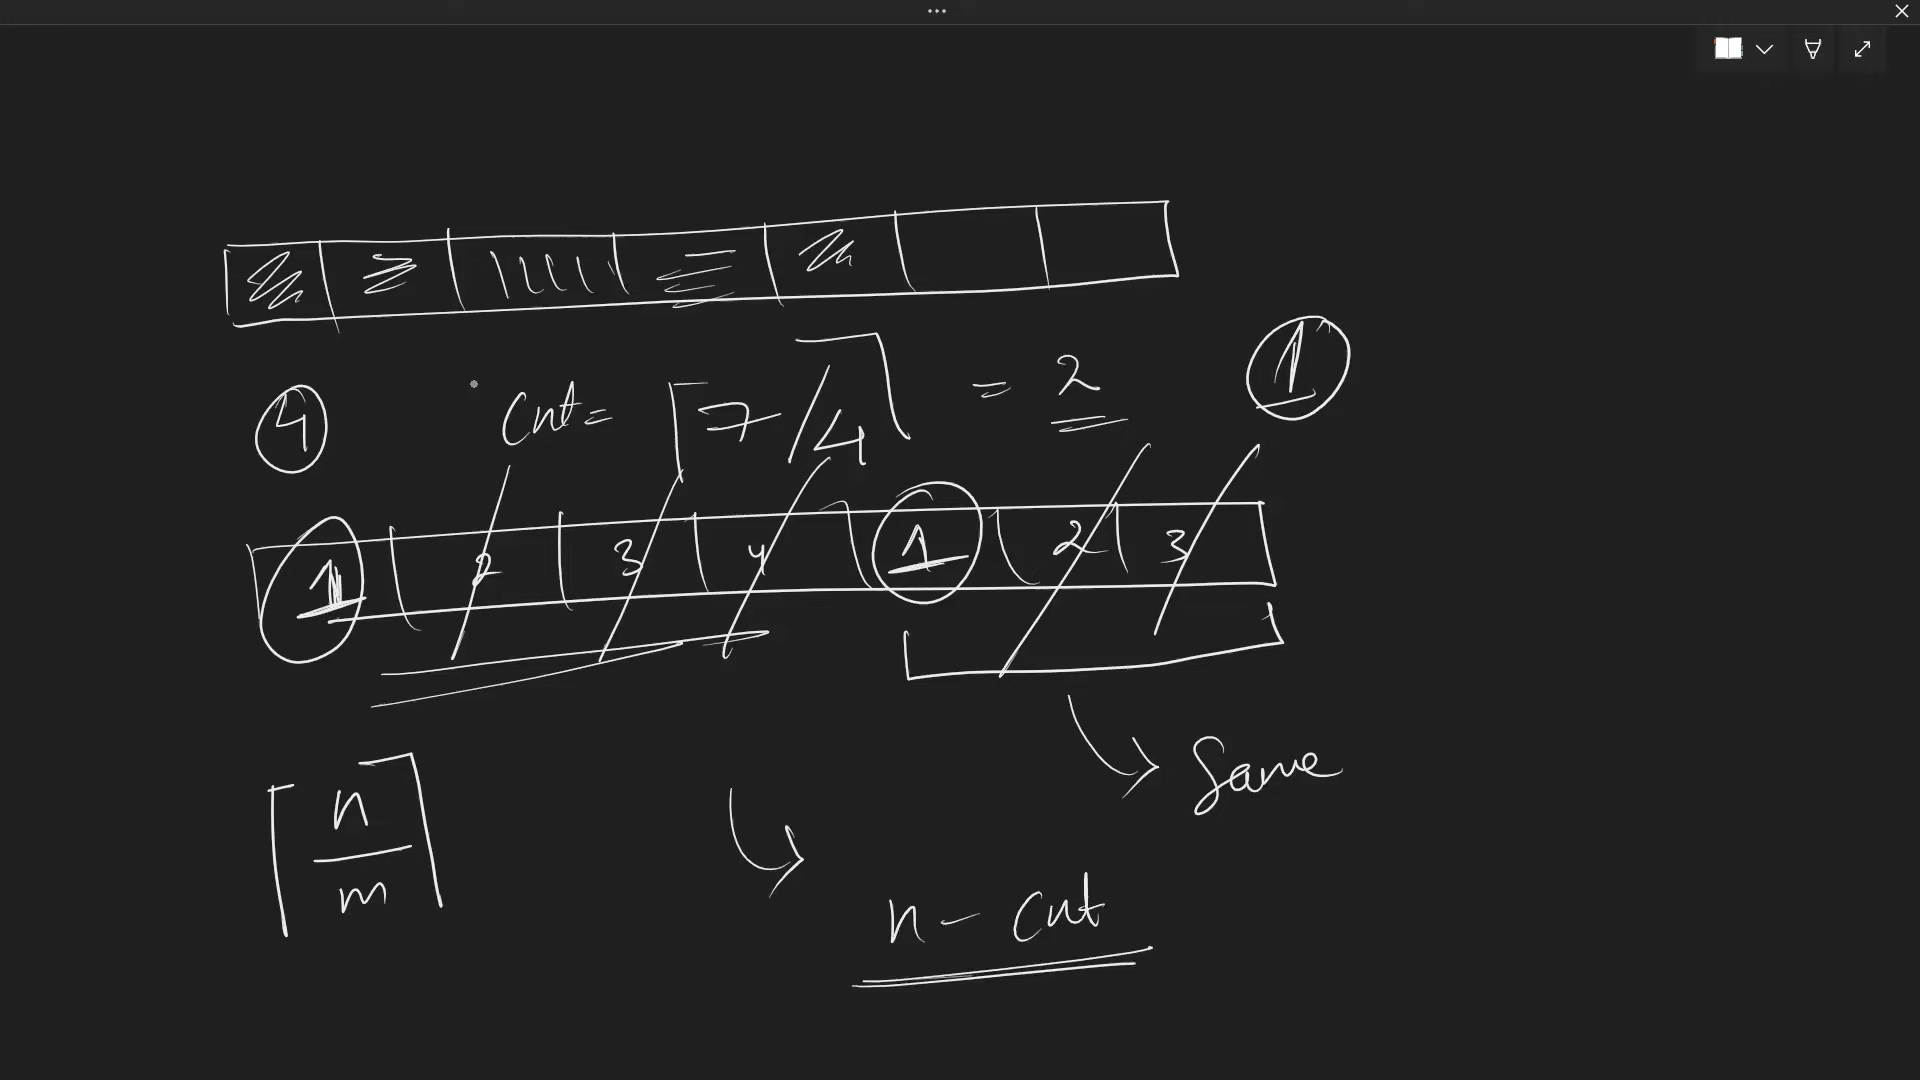 4 cnt = ⌈7/4⌉ = 2 1
1 2 3 4 1 2 3
Same
⌈n/m⌉
n - cnt